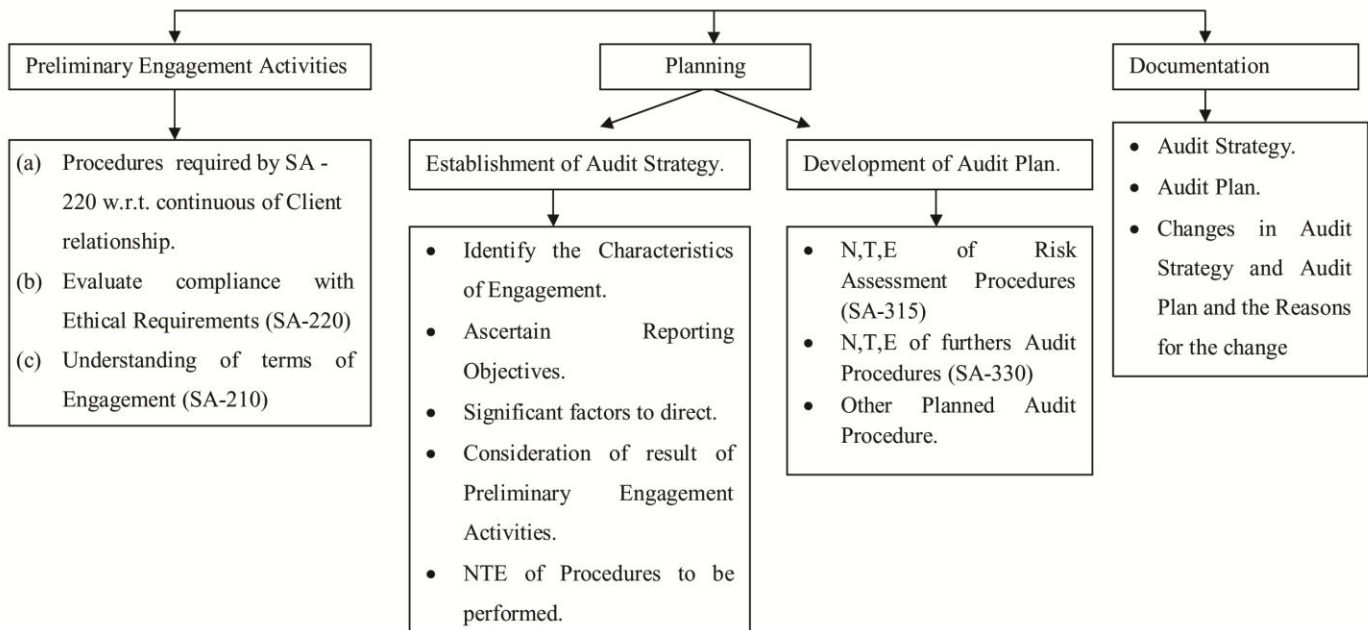 Preliminary Engagement Activities
Planning
Documentation
(a) Procedures required by SA -
220 w.r.t. continuous of Client
relationship.
(b) Evaluate compliance with
Ethical Requirements (SA-220)
(c) Understanding of terms of
Engagement (SA-210)
Establishment of Audit Strategy.
• Identify the Characteristics
of Engagement.
• Ascertain Reporting
Objectives.
• Significant factors to direct.
• Consideration of result of
Preliminary Engagement
Activities.
• NTE of Procedures to be
performed.
Development of Audit Plan.
• N,T,E of Risk
Assessment Procedures
(SA-315)
• N,T,E of furthers Audit
Procedures (SA-330)
• Other Planned Audit
Procedure.
• Audit Strategy.
• Audit Plan.
• Changes in Audit
Strategy and Audit
Plan and the Reasons
for the change